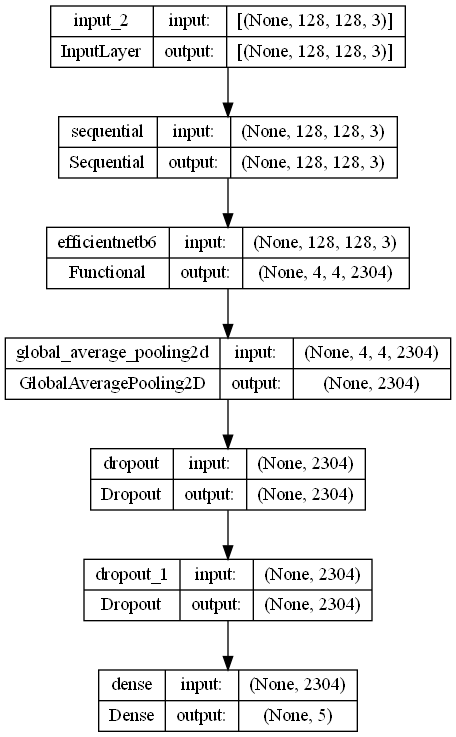 input_2 input: [(None, 128, 128, 3)]
InputLayer output: [(None, 128, 128, 3)]
sequential input: (None, 128, 128, 3)
Sequential output: (None, 128, 128, 3)
efficientnetb6 input: (None, 128, 128, 3)
Functional output: (None, 4, 4, 2304)
global_average_pooling2d input: (None, 4, 4, 2304)
GlobalAveragePooling2D output: (None, 2304)
dropout input: (None, 2304)
Dropout output: (None, 2304)
dropout_1 input: (None, 2304)
Dropout output: (None, 2304)
dense input: (None, 2304)
Dense output: (None, 5)